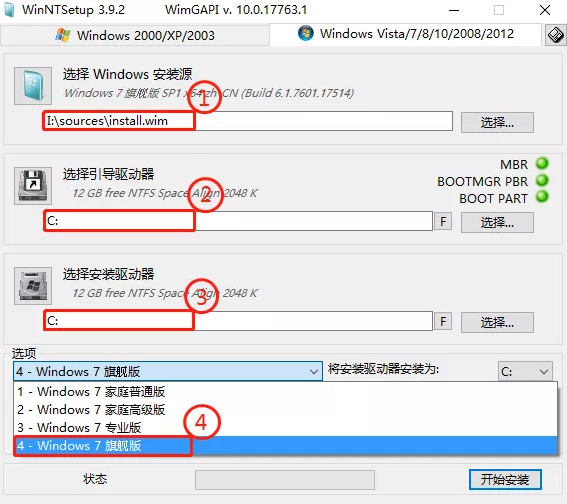 WinNTSetup 3.9.2 WimGAPI v. 10.0.17763.1
Windows 2000/XP/2003 Windows Vista/7/8/10/2008/2012
选择 Windows 安装源
Windows 7 旗舰版 SP1 x64 zh-CN (Build 6.1.7601.17514)
1
I:\sources\install.wim 选择...
选择引导驱动器 MBR
12 GB free NTFS Space Align 2048 K BOOTMGR PBR
2 BOOT PART
C: F 选择...
选择安装驱动器
12 GB free NTFS Space Align 2048 K
3
C: F 选择...
选项
4 - Windows 7 旗舰版 将安装驱动器安装为: C:
1 - Windows 7 家庭普通版
2 - Windows 7 家庭高级版
3 - Windows 7 专业版
4
4 - Windows 7 旗舰版
状态 开始安装